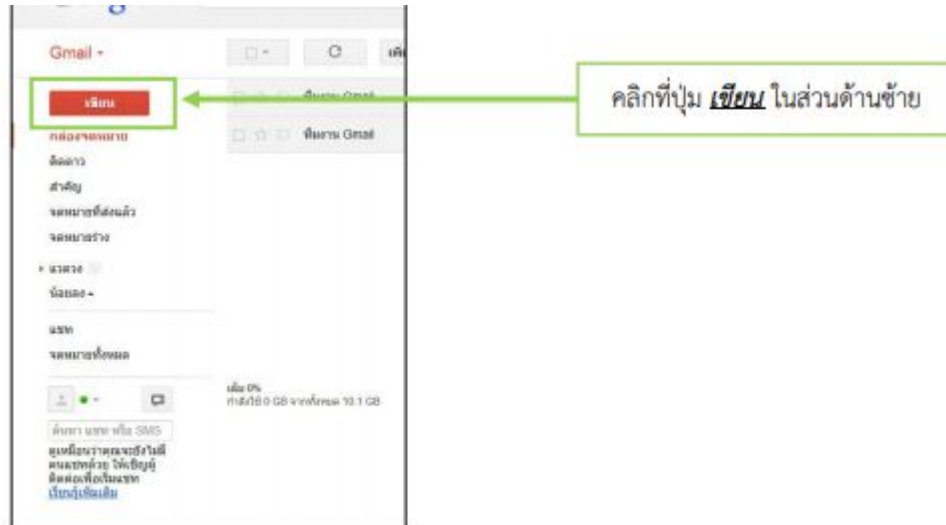 Gmail
เพิ่
เขียน
ทีมงาน Gmail
กล่องจดหมาย
ทีมงาน Gmail
ติดดาว
สำคัญ
จดหมายที่ส่งแล้ว
จดหมายร่าง
แวดวง
น้อยลง
แชท
จดหมายทั้งหมด
เต็ม 0%
กำลังใช้ 0 GB จากทั้งหมด 10.1 GB
ค้นหา แชท หรือ SMS
ดูเหมือนว่าคุณจะยังไม่มี
คนแชทด้วย ให้เชิญผู้
ติดต่อเพื่อเริ่มแชท
เรียนรู้เพิ่มเติม
คลิกที่ปุ่ม เขียน ในส่วนด้านซ้าย